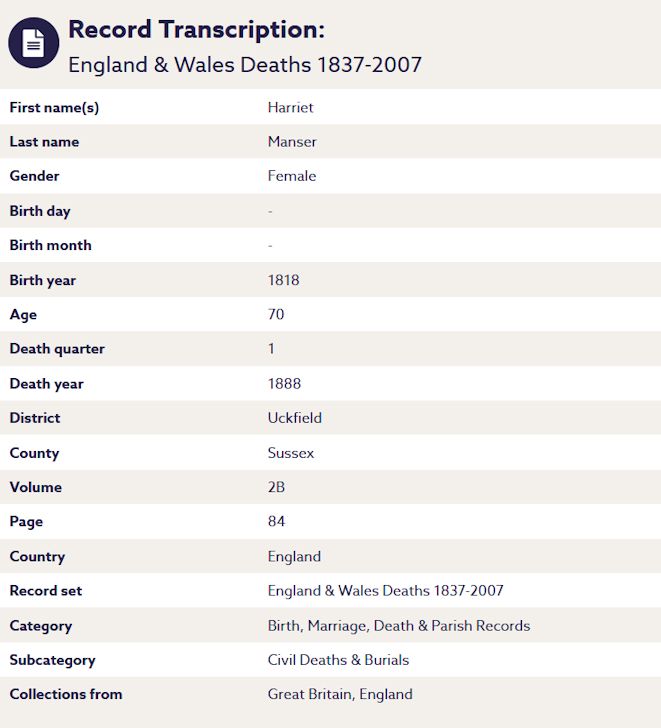 Record Transcription:
England & Wales Deaths 1837-2007
First name(s) Harriet
Last name Manser
Gender Female
Birth day -
Birth month -
Birth year 1818
Age 70
Death quarter 1
Death year 1888
District Uckfield
County Sussex
Volume 2B
Page 84
Country England
Record set England & Wales Deaths 1837-2007
Category Birth, Marriage, Death & Parish Records
Subcategory Civil Deaths & Burials
Collections from Great Britain, England